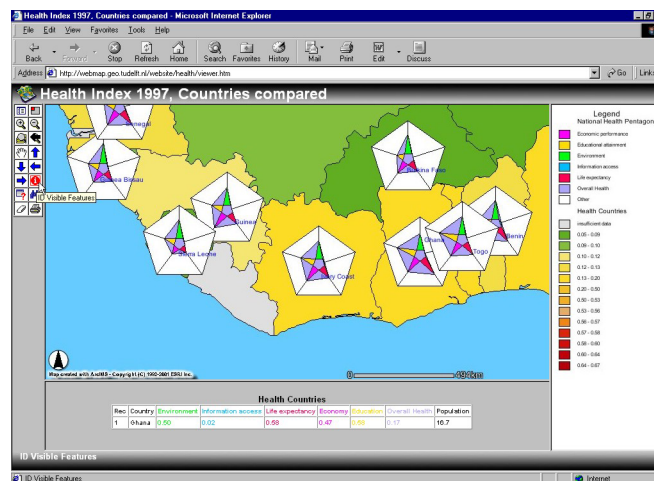 Health Index 1997, Countries compared - Microsoft Internet Explorer
File Edit View Favorites Tools Help
Back Forward Stop Refresh Home Search Favorites History Mail Print Edit Discuss
Address http://webmap.geo.tudelft.nl/website/health/viewer.htm Go Links
Health Index 1997, Countries compared
ID Visible Features
Senegal
Guinea Bissau
Guinea
Sierra Leone
Burkina Faso
Ivory Coast
Ghana
Togo
Benin
Map created with ArcIMS - Copyright (C) 1992-2001 ESRI Inc.
0 494km
Legend
National Health Pentagon
Economic performance
Educational attainment
Environment
Information access
Life expectancy
Overall Health
Other
Health Countries
insufficient data
0.05 - 0.09
0.09 - 0.10
0.10 - 0.12
0.12 - 0.13
0.13 - 0.20
0.20 - 0.50
0.50 - 0.53
0.53 - 0.56
0.56 - 0.57
0.57 - 0.58
0.58 - 0.60
0.60 - 0.64
0.64 - 0.67
Health Countries
Rec Country Environment Information access Life expectancy Economy Education Overall Health Population
1 Ghana 0.50 0.02 0.58 0.47 0.17 16.7
ID Visible Features
ID Visible Features Internet